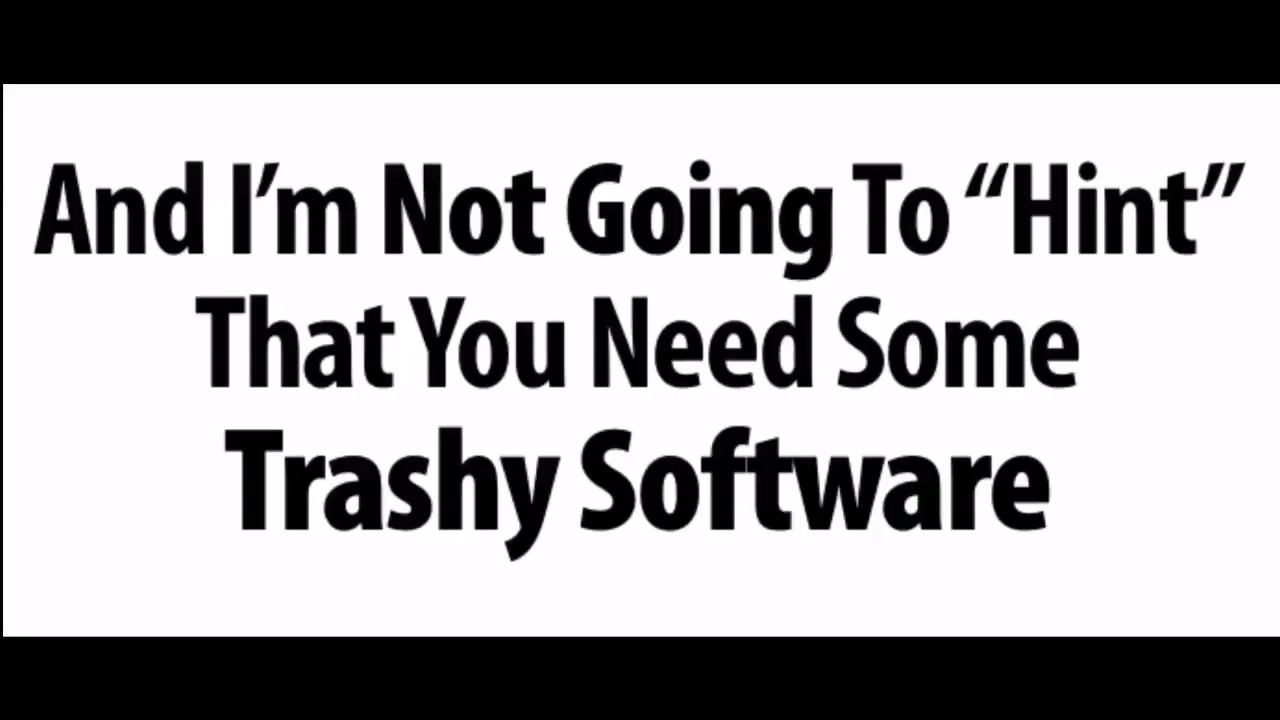 And I’m Not Going To “Hint”
That You Need Some
Trashy Software